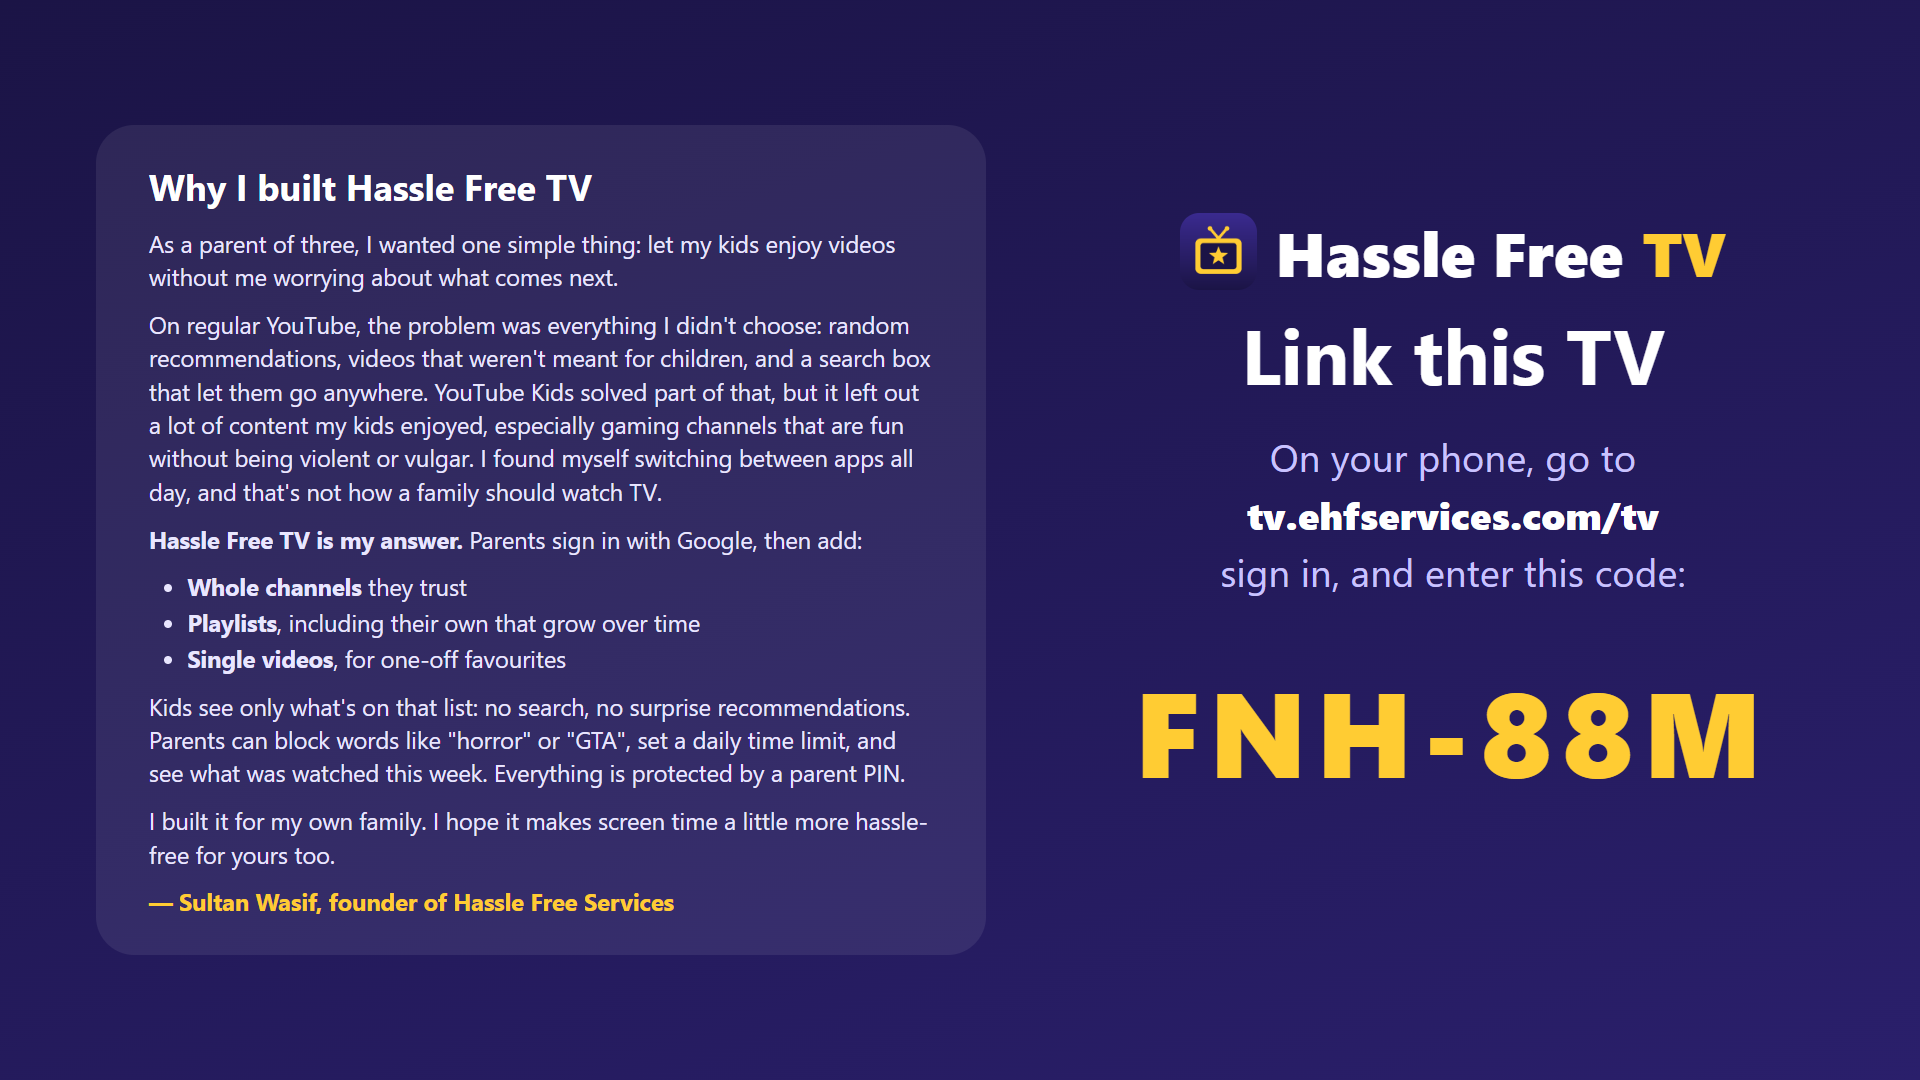 Why I built Hassle Free TV
As a parent of three, I wanted one simple thing: let my kids enjoy videos
without me worrying about what comes next.
On regular YouTube, the problem was everything I didn't choose: random
recommendations, videos that weren't meant for children, and a search box
that let them go anywhere. YouTube Kids solved part of that, but it left out
a lot of content my kids enjoyed, especially gaming channels that are fun
without being violent or vulgar. I found myself switching between apps all
day, and that's not how a family should watch TV.
Hassle Free TV is my answer. Parents sign in with Google, then add:
• Whole channels they trust
• Playlists, including their own that grow over time
• Single videos, for one-off favourites
Kids see only what's on that list: no search, no surprise recommendations.
Parents can block words like "horror" or "GTA", set a daily time limit, and
see what was watched this week. Everything is protected by a parent PIN.
I built it for my own family. I hope it makes screen time a little more hassle-
free for yours too.
— Sultan Wasif, founder of Hassle Free Services
Hassle Free TV
Link this TV
On your phone, go to
tv.ehfservices.com/tv
sign in, and enter this code:
FNH-88M